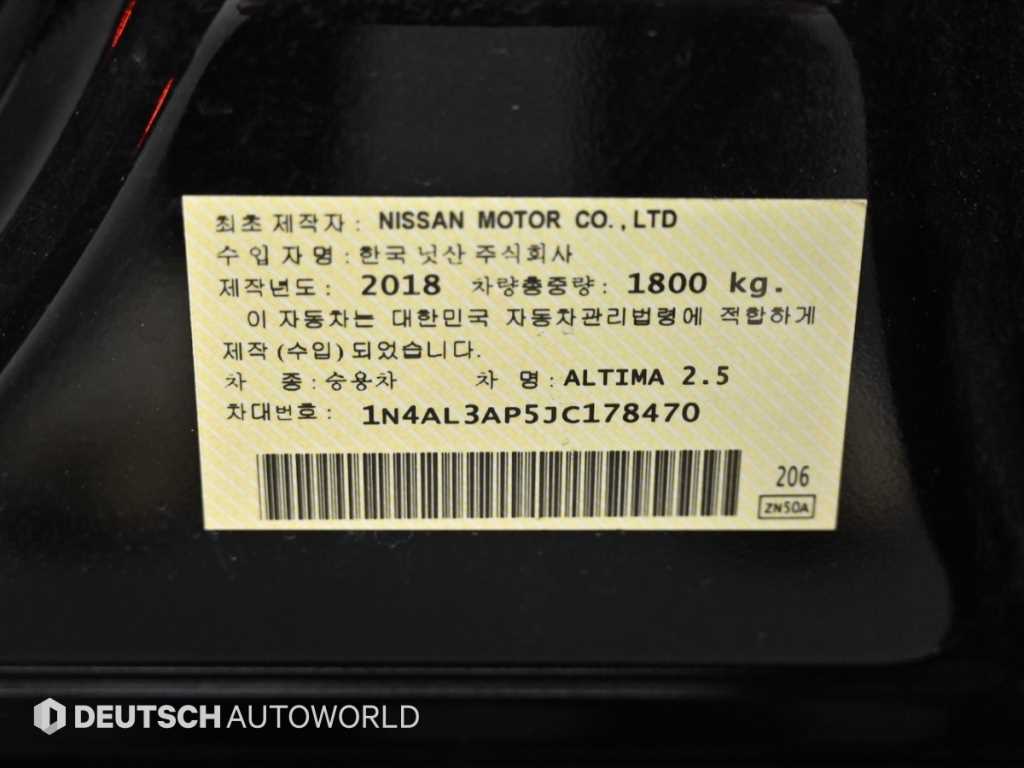 최초 제작자 : NISSAN MOTOR CO., LTD
수 입 자 명 : 한국 닛산 주식회사
제작년도 : 2018 차량총중량 : 1800 kg.
이 자동차는 대한민국 자동차관리법령에 적합하게
제작 (수입) 되었습니다.
차 종 : 승용차 차 명 : ALTIMA 2.5
차대번호 : 1N4AL3AP5JC178470
206
ZN50A
DEUTSCH AUTOWORLD